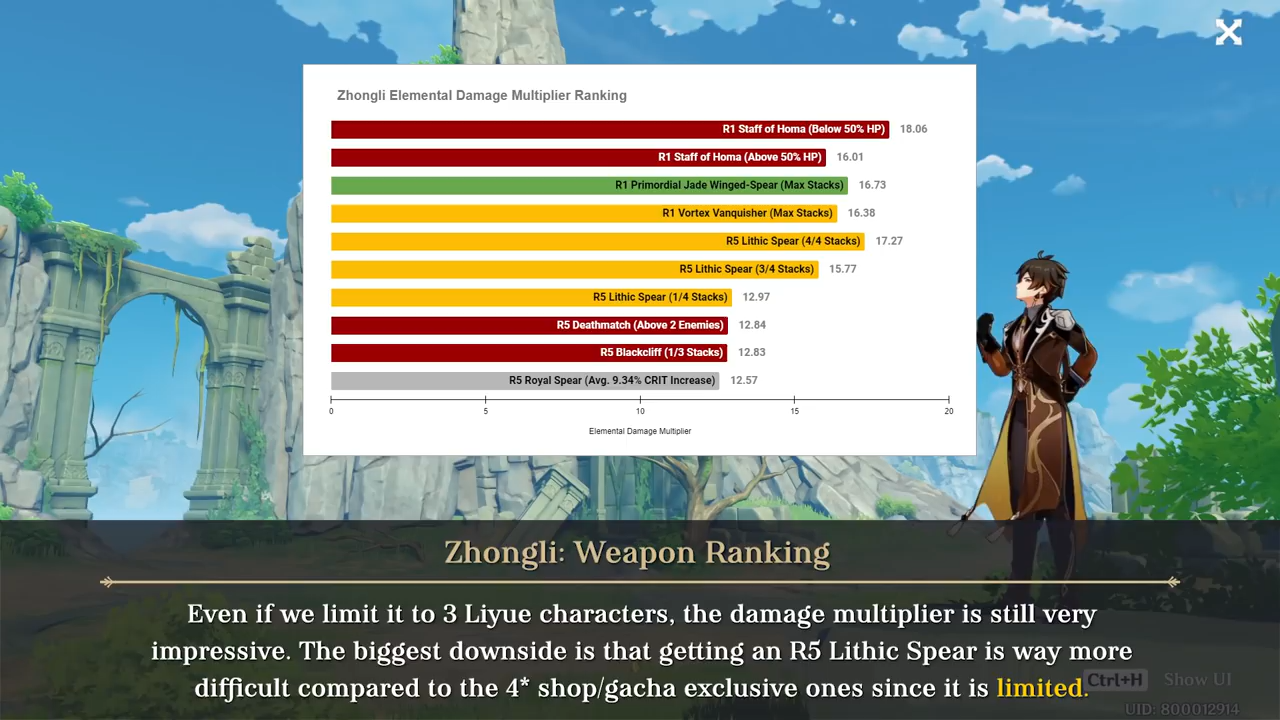 Zhongli Elemental Damage Multiplier Ranking
R1 Staff of Homa (Below 50% HP) 18.06
R1 Staff of Homa (Above 50% HP) 16.01
R1 Primordial Jade Winged-Spear (Max Stacks) 16.73
R1 Vortex Vanquisher (Max Stacks) 16.38
R5 Lithic Spear (4/4 Stacks) 17.27
R5 Lithic Spear (3/4 Stacks) 15.77
R5 Lithic Spear (1/4 Stacks) 12.97
R5 Deathmatch (Above 2 Enemies) 12.84
R5 Blackcliff (1/3 Stacks) 12.83
R5 Royal Spear (Avg. 9.34% CRIT Increase) 12.57
0 5 10 15 20
Elemental Damage Multiplier
Zhongli: Weapon Ranking
Even if we limit it to 3 Liyue characters, the damage multiplier is still very
impressive. The biggest downside is that getting an R5 Lithic Spear is way more
difficult compared to the 4* shop/gacha exclusive ones since it is limited.
Ctrl+H Show UI
UID: 800012914